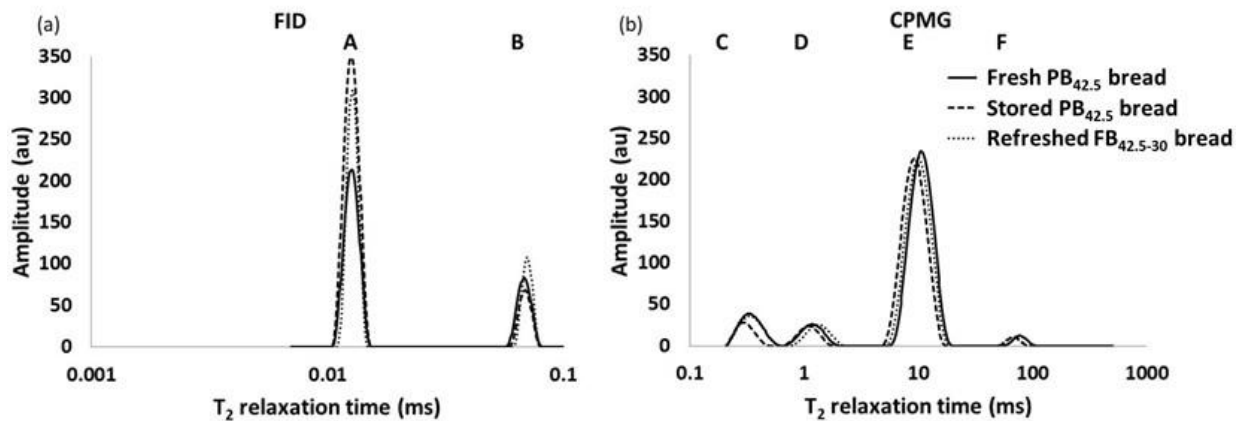 (a)
FID
A
B
350
300
250
200
150
100
50
0
Amplitude (au)
0.001
0.01
0.1
T₂ relaxation time (ms)
(b)
CPMG
C
D
E
F
Fresh PB₄₂.₅ bread
Stored PB₄₂.₅ bread
Refreshed FB₄₂.₅₋₃₀ bread
350
300
250
200
150
100
50
0
Amplitude (au)
0.1
1
10
100
1000
T₂ relaxation time (ms)